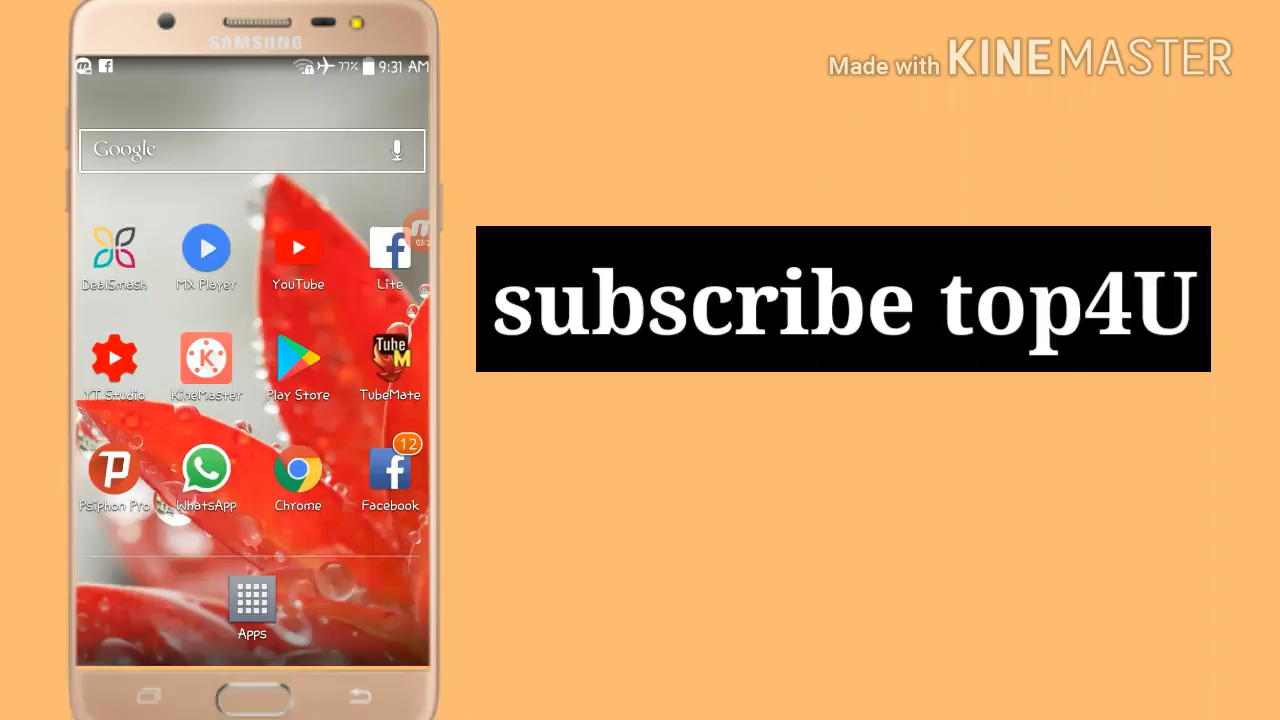 SAMSUNG
77% 9:31 AM
Google
DealSmash MX Player YouTube Lite
YT Studio KineMaster Play Store TubeMate
Tube
M
12
Psiphon Pro WhatsApp Chrome Facebook
Apps
Made with KINEMASTER
subscribe top4U